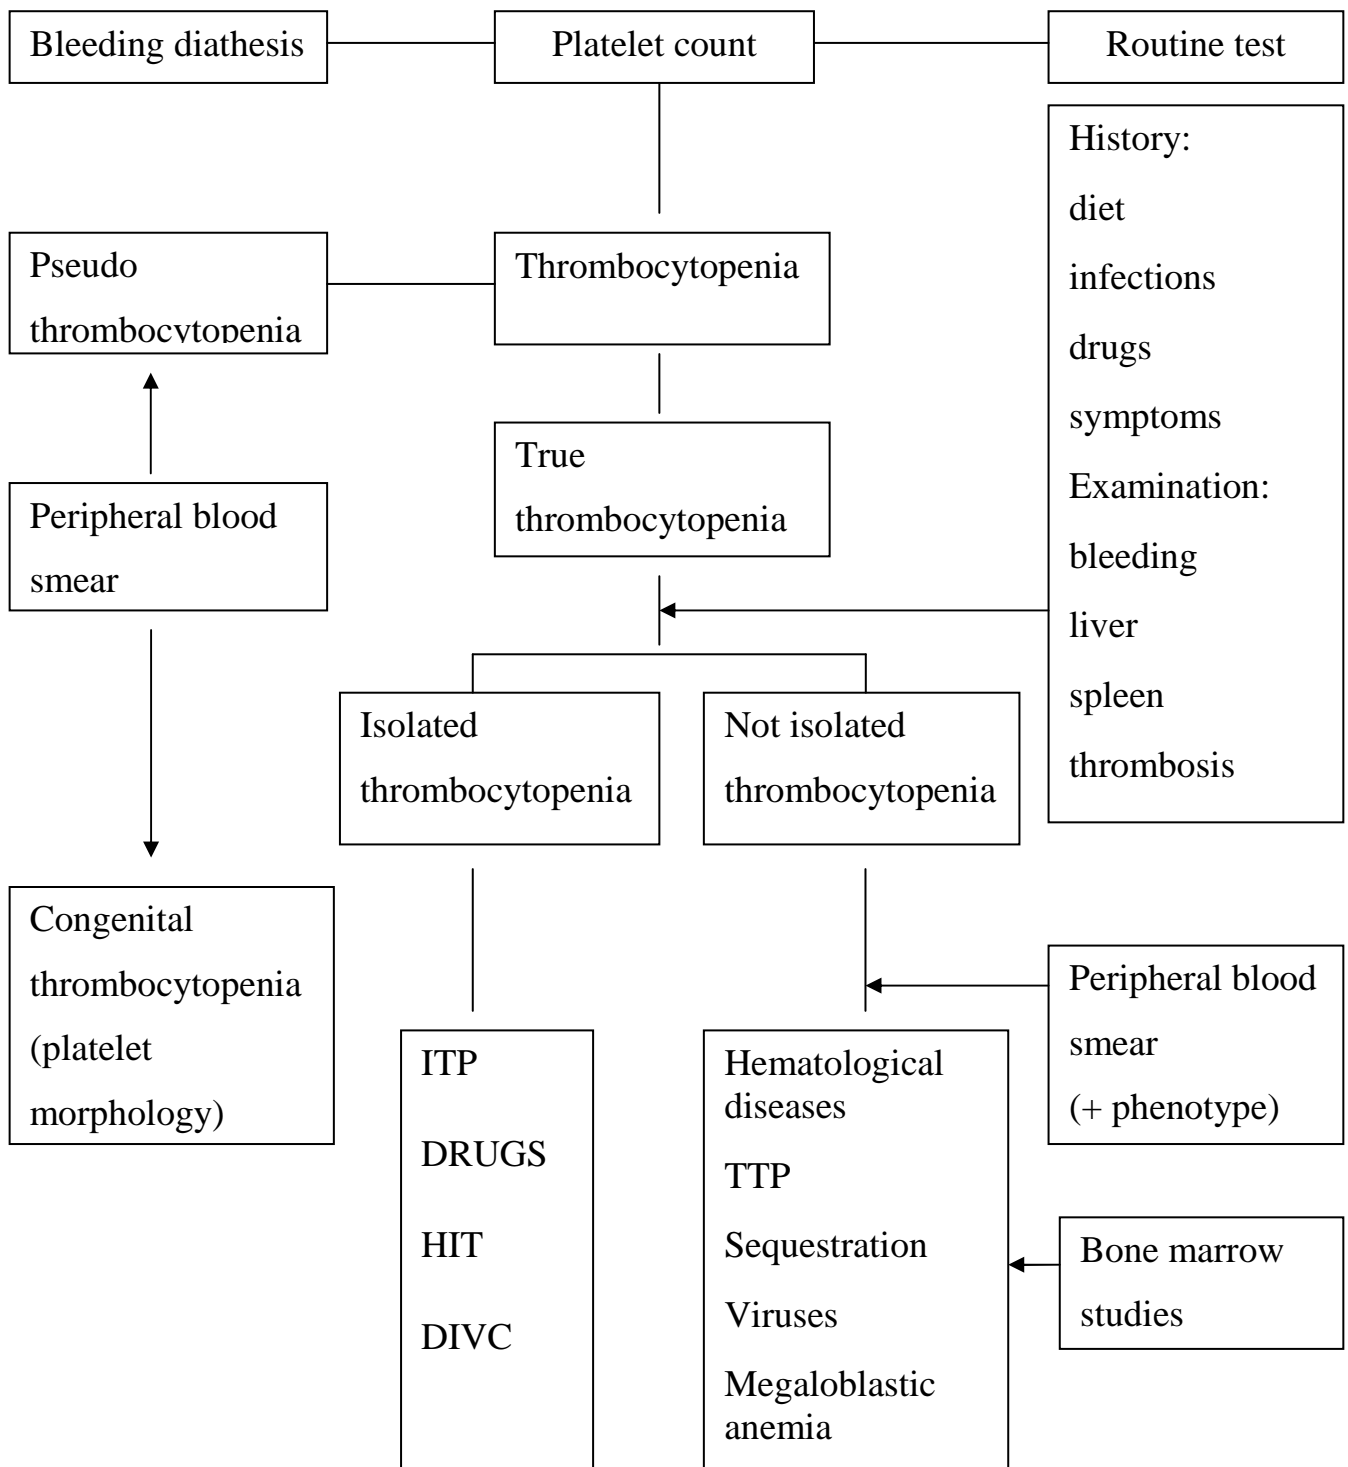 Bleeding diathesis
Platelet count
Routine test
History:
diet
infections
drugs
symptoms
Examination:
bleeding
liver
spleen
thrombosis
Pseudo
thrombocytopenia
Thrombocytopenia
True
thrombocytopenia
Peripheral blood
smear
Isolated
thrombocytopenia
Not isolated
thrombocytopenia
Congenital
thrombocytopenia
(platelet
morphology)
Peripheral blood
smear
(+ phenotype)
ITP
DRUGS
HIT
DIVC
Hematological
diseases
TTP
Sequestration
Viruses
Megaloblastic
anemia
Bone marrow
studies